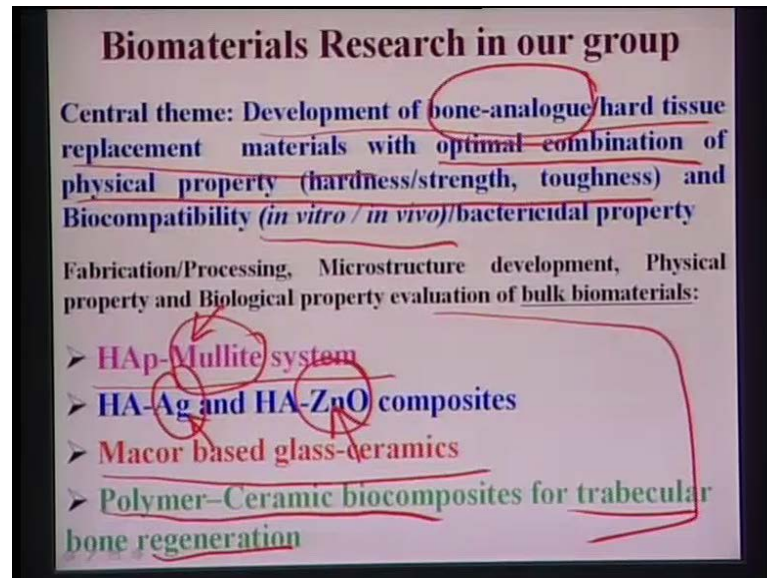 Biomaterials Research in our group
Central theme: Development of bone-analogue/hard tissue
replacement materials with optimal combination of
physical property (hardness/strength, toughness) and
Biocompatibility (in vitro / in vivo)/bactericidal property
Fabrication/Processing, Microstructure development, Physical
property and Biological property evaluation of bulk biomaterials:
➤ HAp-Mullite system
➤ HA-Ag and HA-ZnO composites
➤ Macor based glass-ceramics
➤ Polymer–Ceramic biocomposites for trabecular
bone regeneration